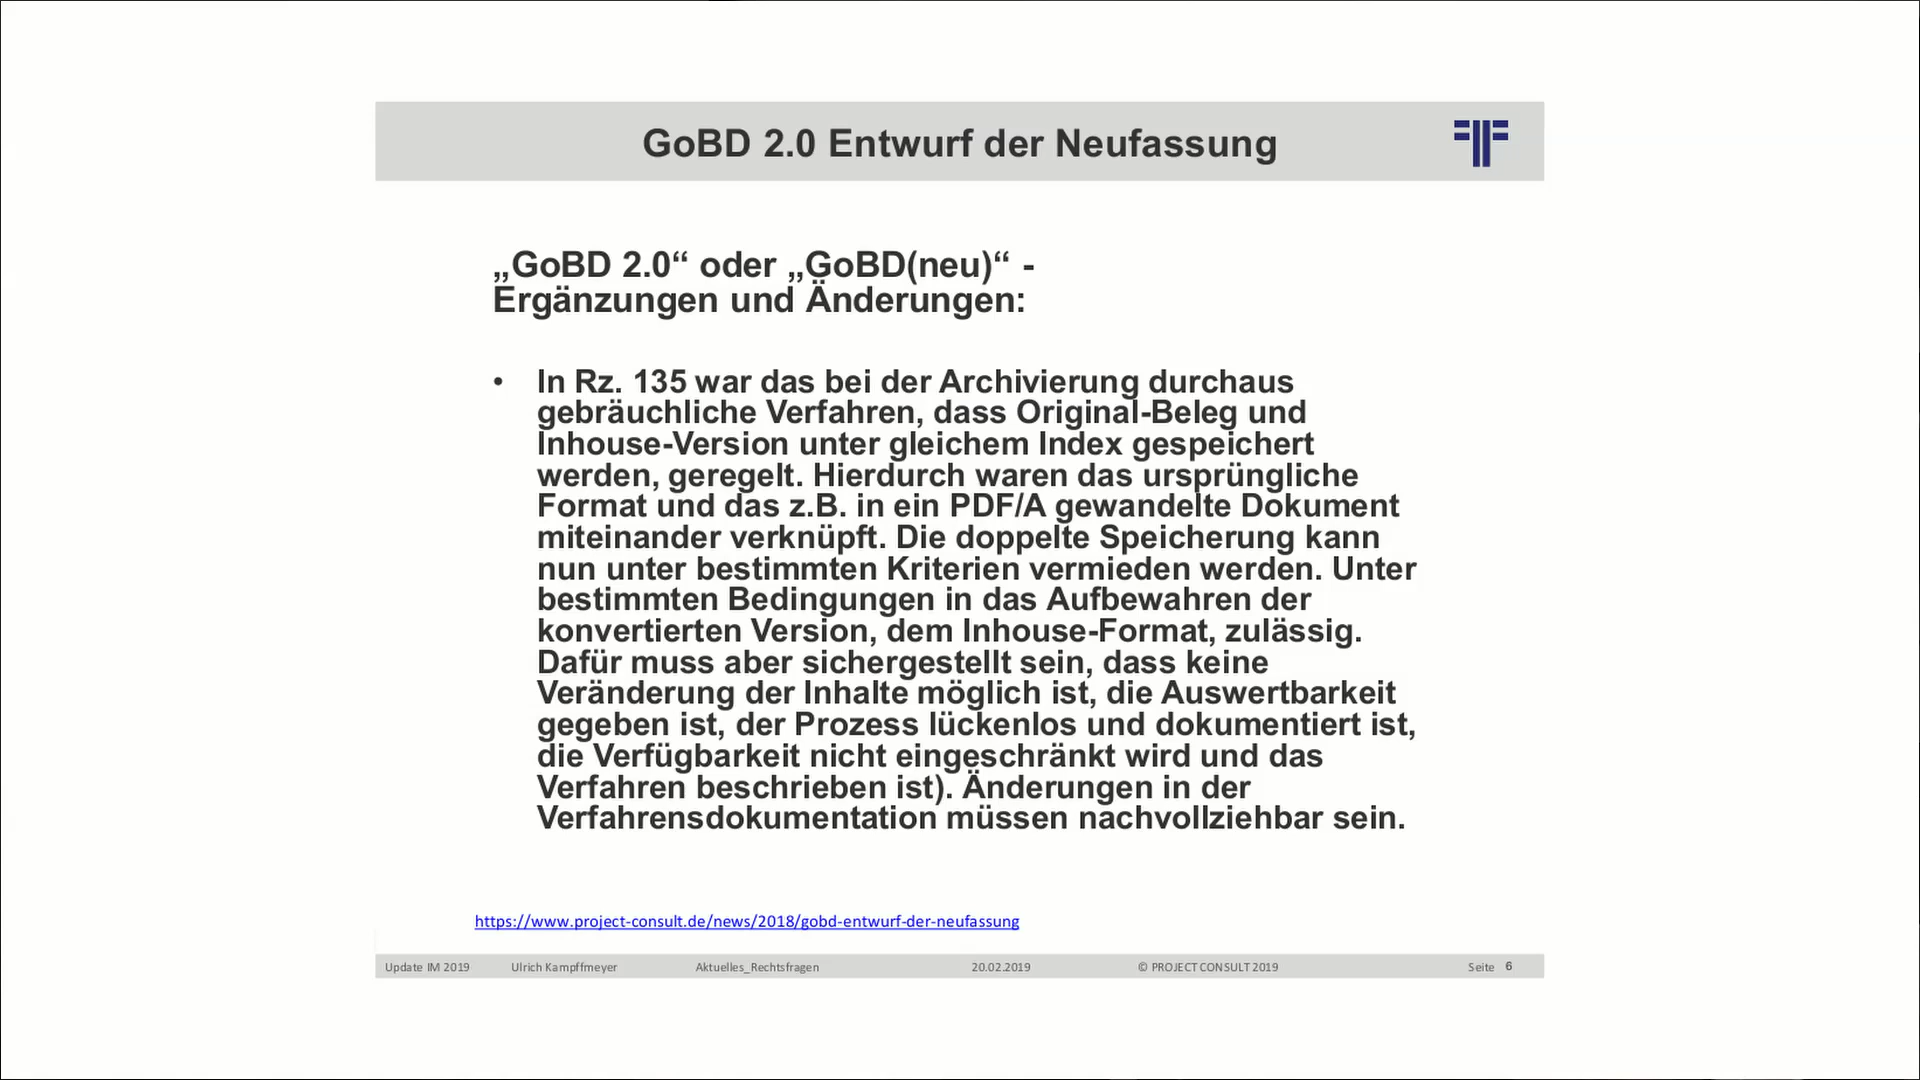 GoBD 2.0 Entwurf der Neufassung
„GoBD 2.0“ oder „GoBD(neu)“ -
Ergänzungen und Änderungen:
• In Rz. 135 war das bei der Archivierung durchaus
gebräuchliche Verfahren, dass Original-Beleg und
Inhouse-Version unter gleichem Index gespeichert
werden, geregelt. Hierdurch waren das ursprüngliche
Format und das z.B. in ein PDF/A gewandelte Dokument
miteinander verknüpft. Die doppelte Speicherung kann
nun unter bestimmten Kriterien vermieden werden. Unter
bestimmten Bedingungen in das Aufbewahren der
konvertierten Version, dem Inhouse-Format, zulässig.
Dafür muss aber sichergestellt sein, dass keine
Veränderung der Inhalte möglich ist, die Auswertbarkeit
gegeben ist, der Prozess lückenlos und dokumentiert ist,
die Verfügbarkeit nicht eingeschränkt wird und das
Verfahren beschrieben ist). Änderungen in der
Verfahrensdokumentation müssen nachvollziehbar sein.
https://www.project-consult.de/news/2018/gobd-entwurf-der-neufassung
Update IM 2019 Ulrich Kampffmeyer Aktuelles_Rechtsfragen 20.02.2019 © PROJECT CONSULT 2019 Seite 6